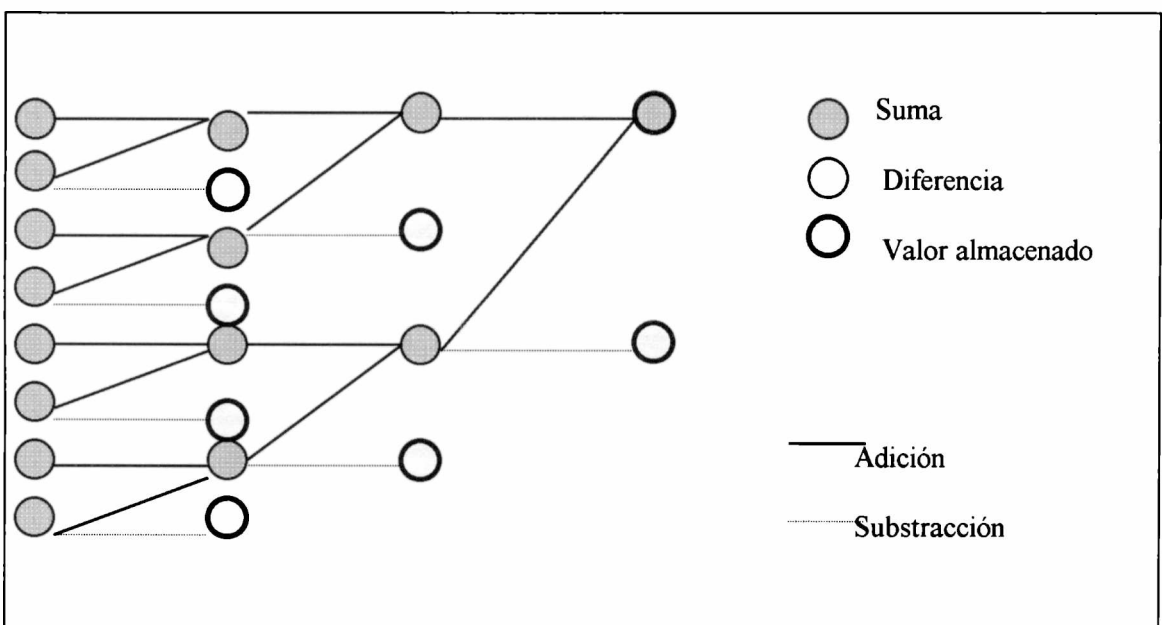 Suma
Diferencia
Valor almacenado
Adición
Substracción